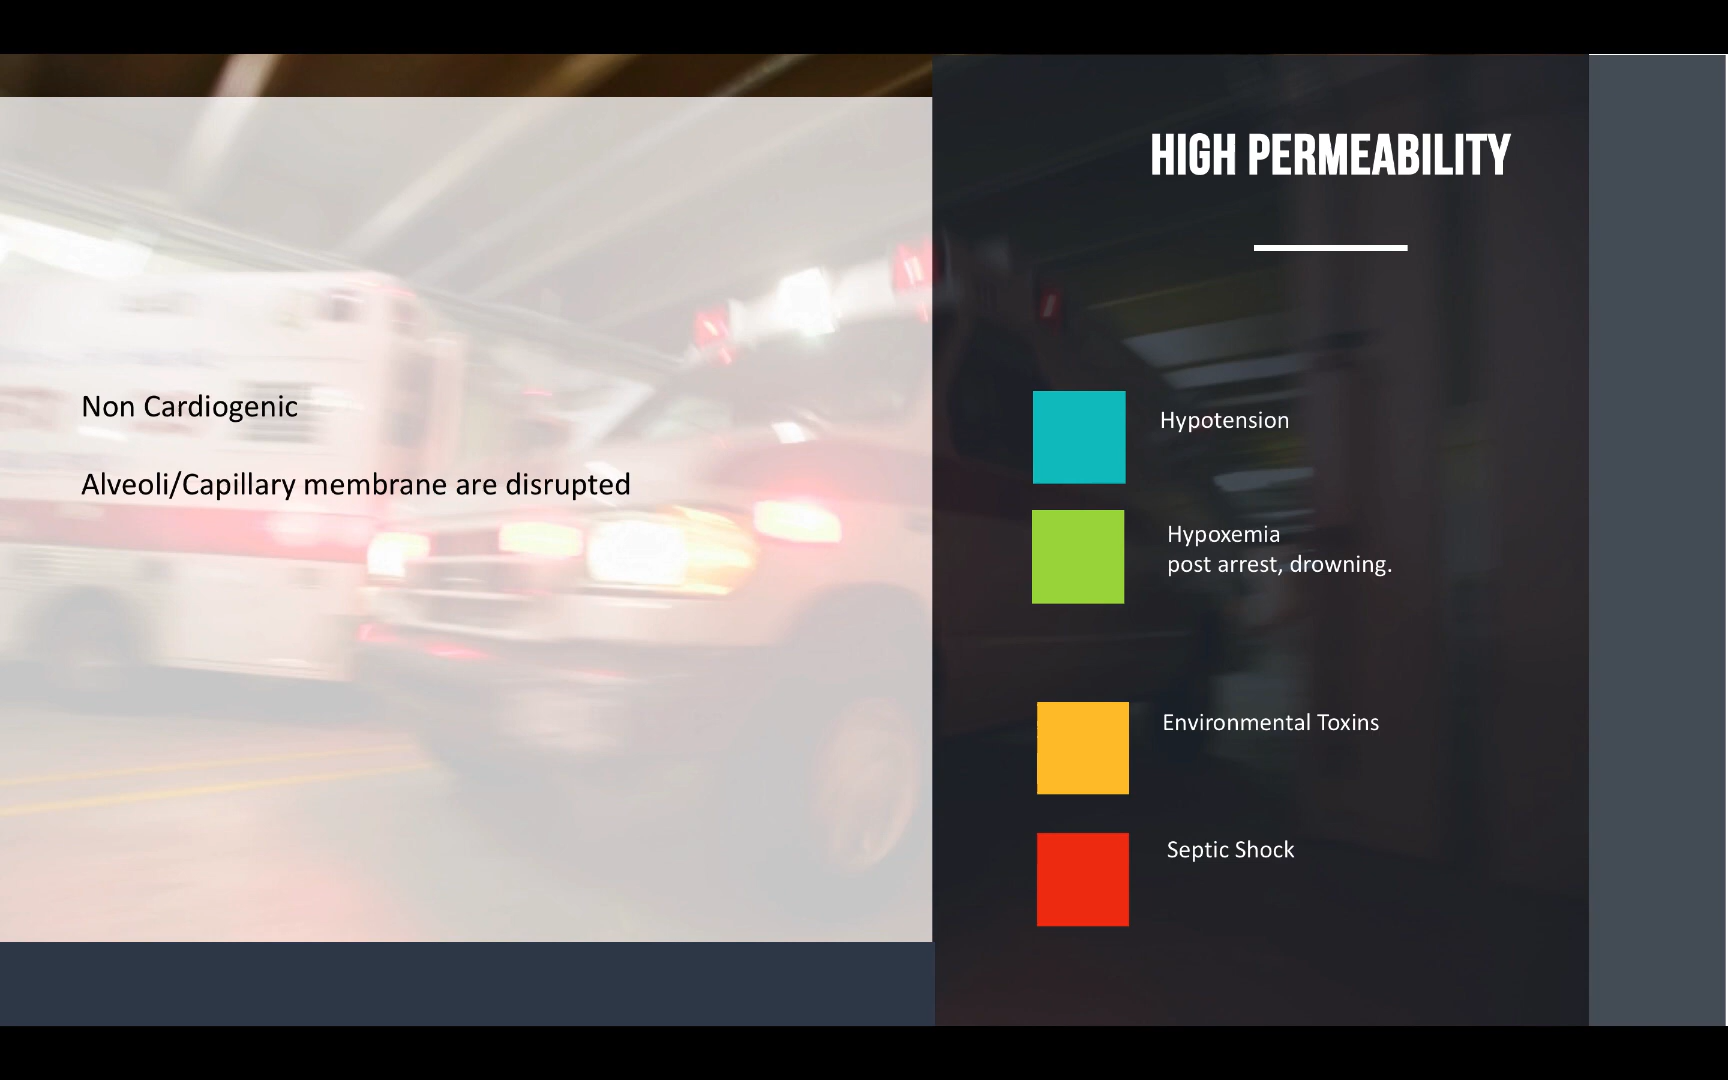 HIGH PERMEABILITY
Non Cardiogenic
Alveoli/Capillary membrane are disrupted
Hypotension
Hypoxemia
post arrest, drowning.
Environmental Toxins
Septic Shock